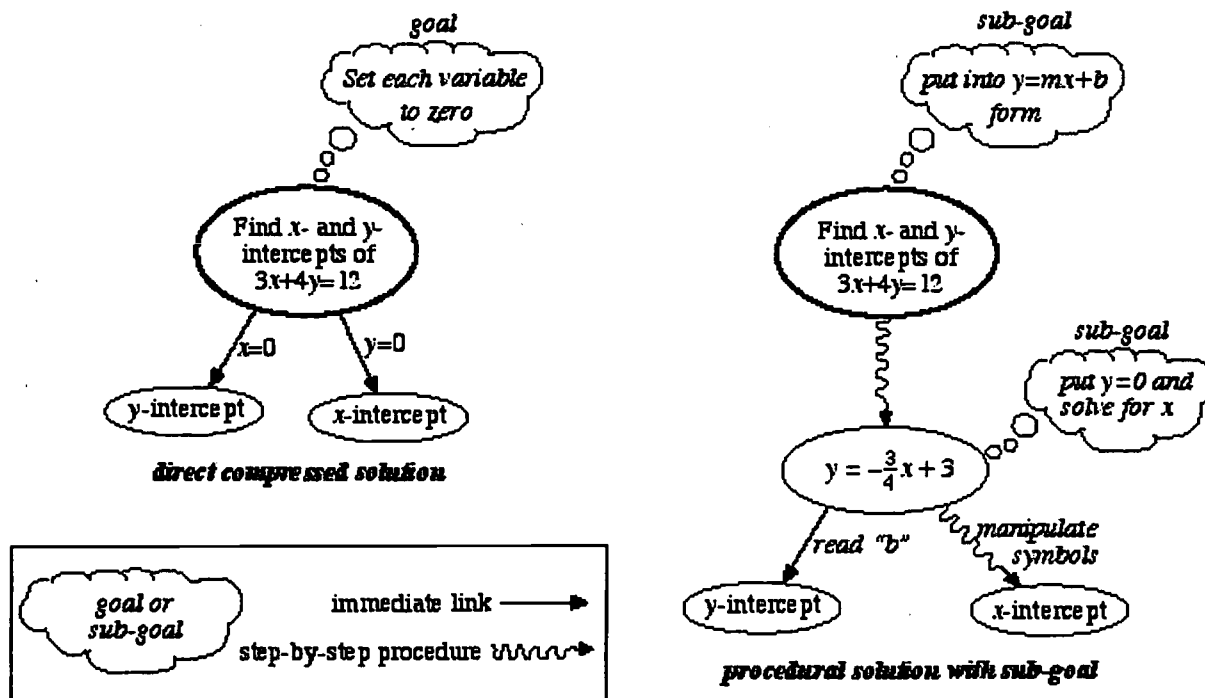 goal
Set each variable
to zero
Find x- and y-
intercepts of
3x+4y=12
x=0
y=0
y-intercept
x-intercept
direct compressed solution
goal or
sub-goal
immediate link
step-by-step procedure
sub-goal
put into y=mx+b
form
Find x- and y-
intercepts of
3x+4y=12
sub-goal
put y=0 and
solve for x
y = -3/4 x + 3
read "b"
manipulate
symbols
y-intercept
x-intercept
procedural solution with sub-goal